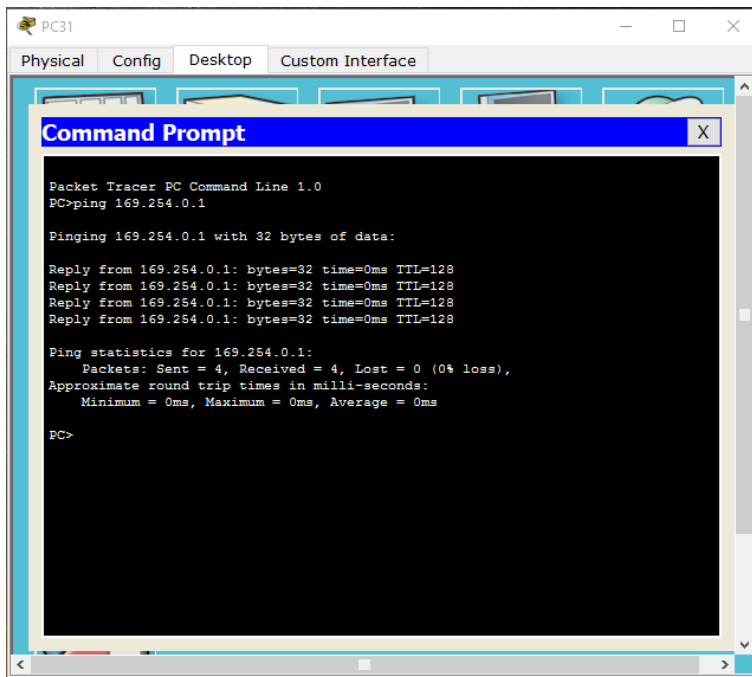 PC31
Physical Config Desktop Custom Interface
Command Prompt X
Packet Tracer PC Command Line 1.0
PC>ping 169.254.0.1
Pinging 169.254.0.1 with 32 bytes of data:
Reply from 169.254.0.1: bytes=32 time=0ms TTL=128
Reply from 169.254.0.1: bytes=32 time=0ms TTL=128
Reply from 169.254.0.1: bytes=32 time=0ms TTL=128
Reply from 169.254.0.1: bytes=32 time=0ms TTL=128
Ping statistics for 169.254.0.1:
    Packets: Sent = 4, Received = 4, Lost = 0 (0% loss),
Approximate round trip times in milli-seconds:
    Minimum = 0ms, Maximum = 0ms, Average = 0ms
PC>